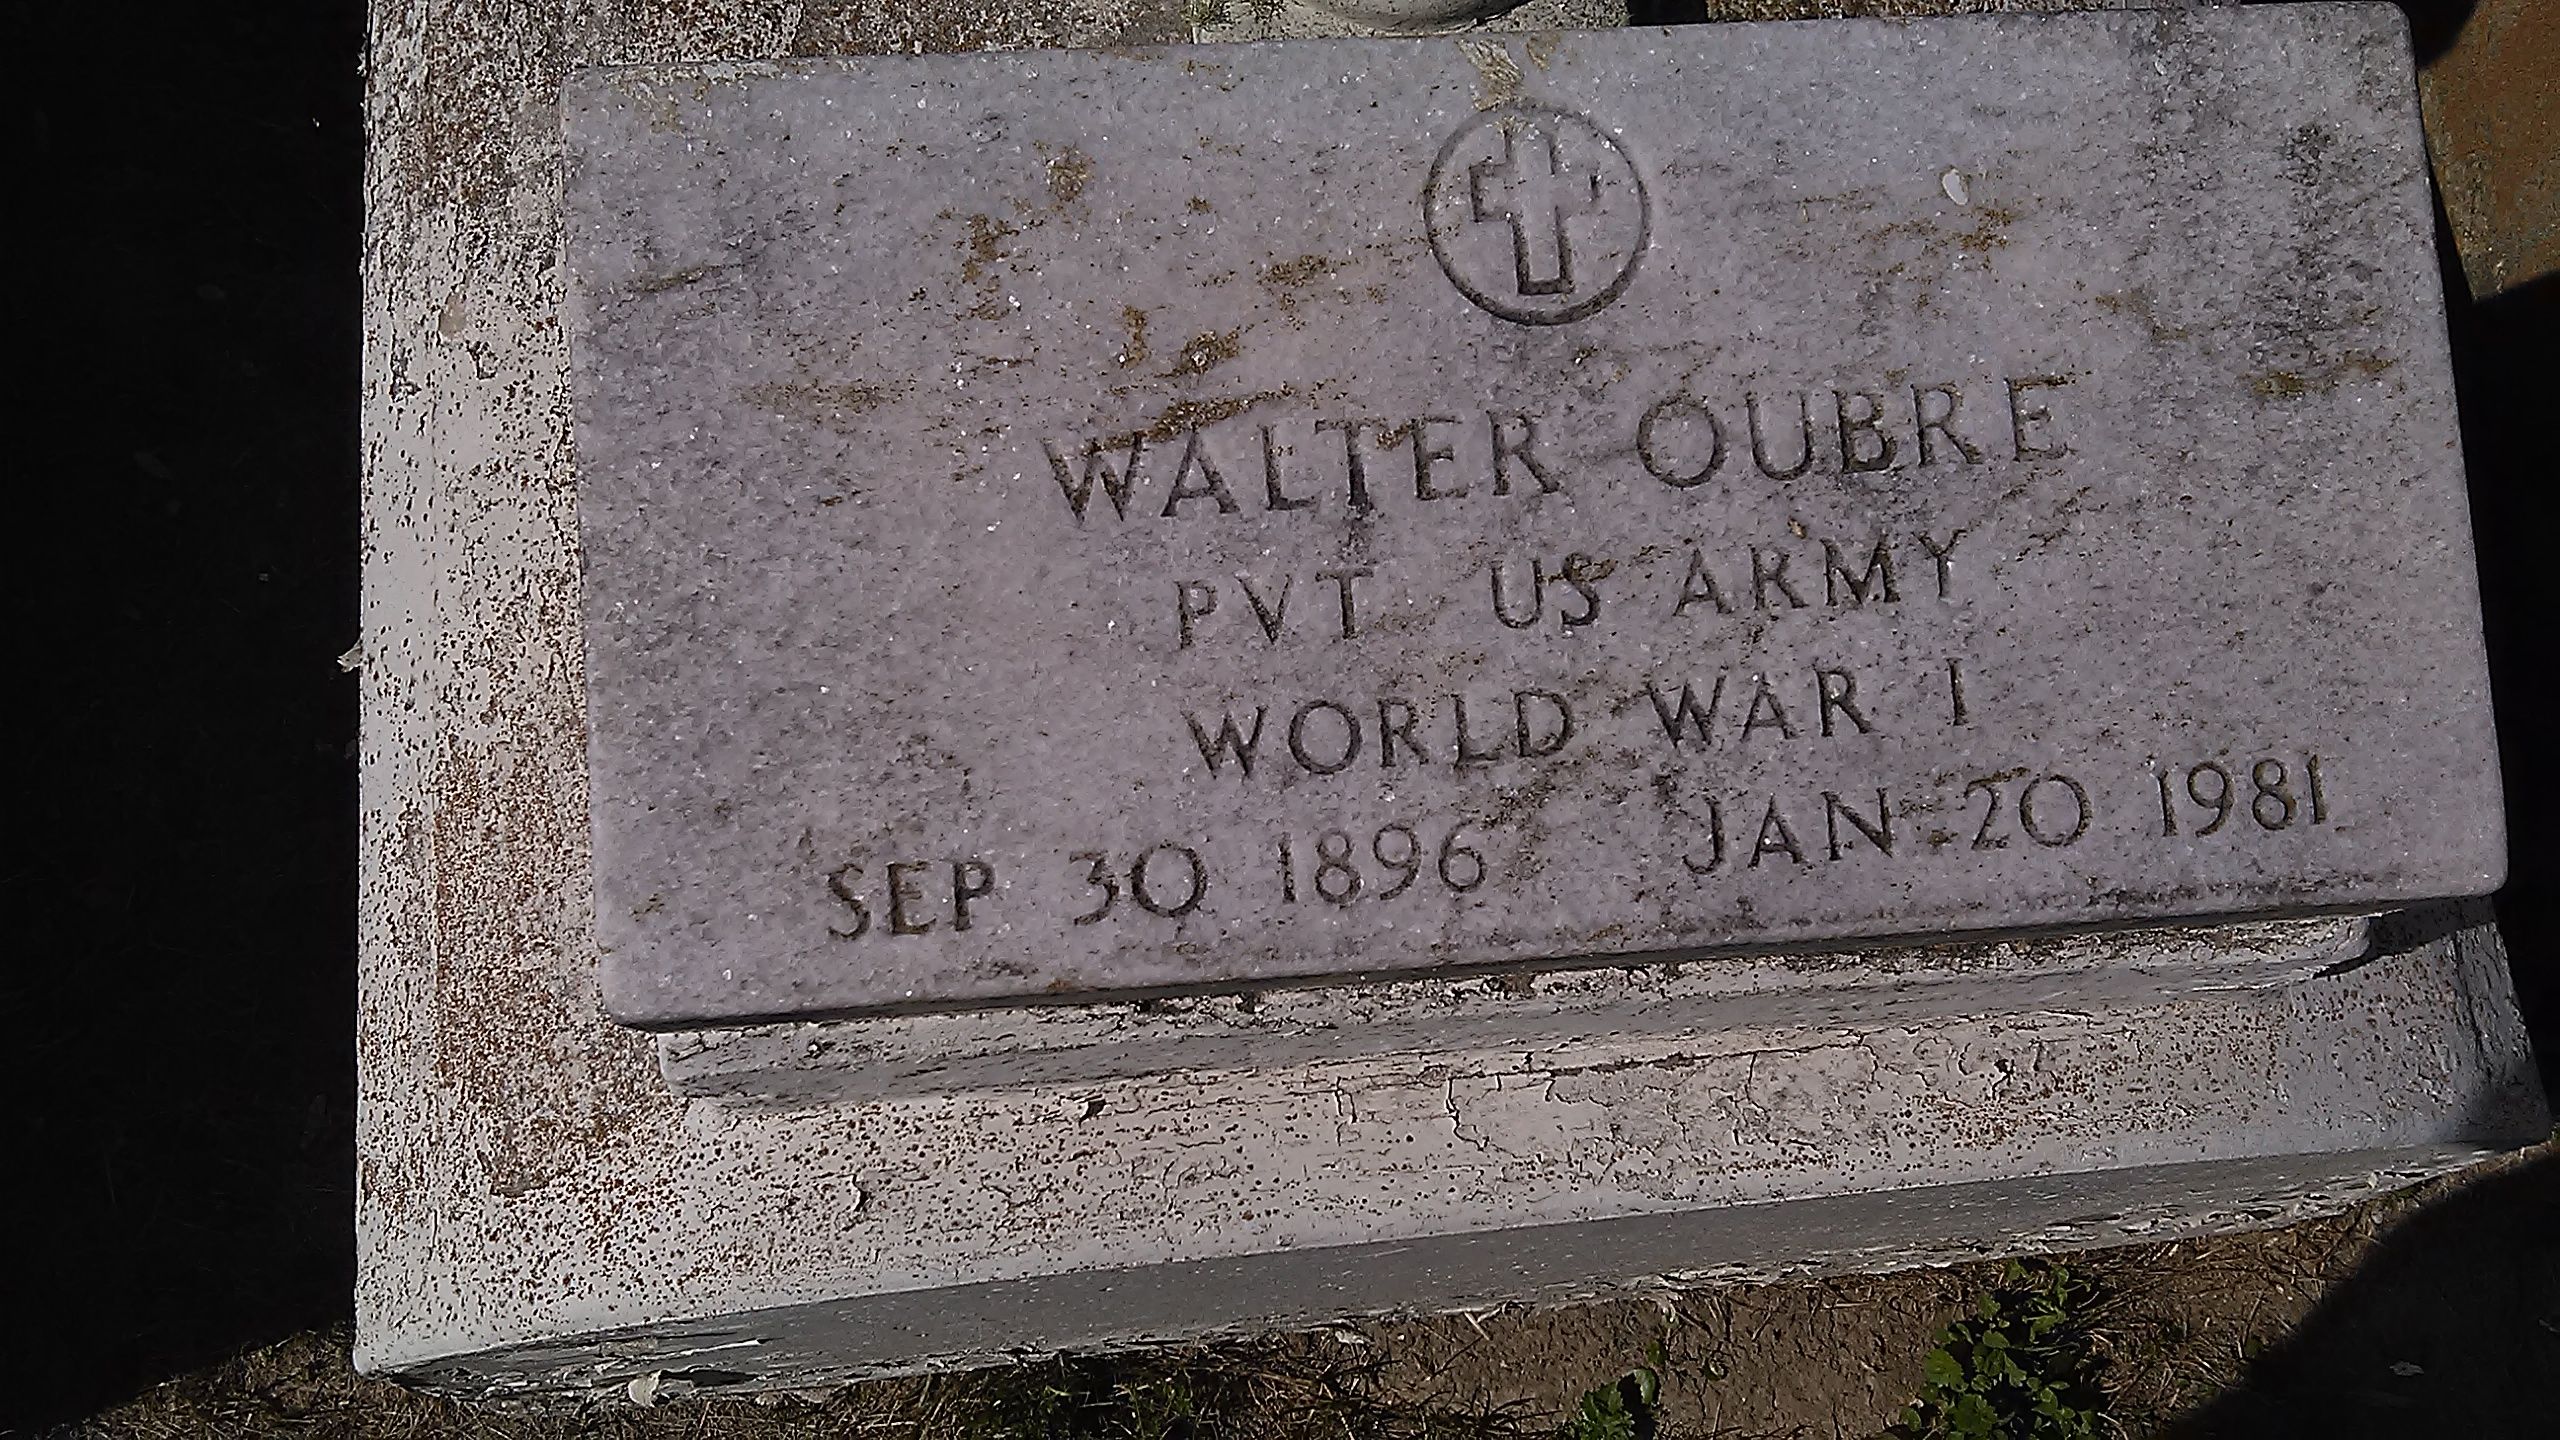 WALTER OUBRE
PVT US ARMY
WORLD WAR I
SEP 30 1896 JAN 20 1981